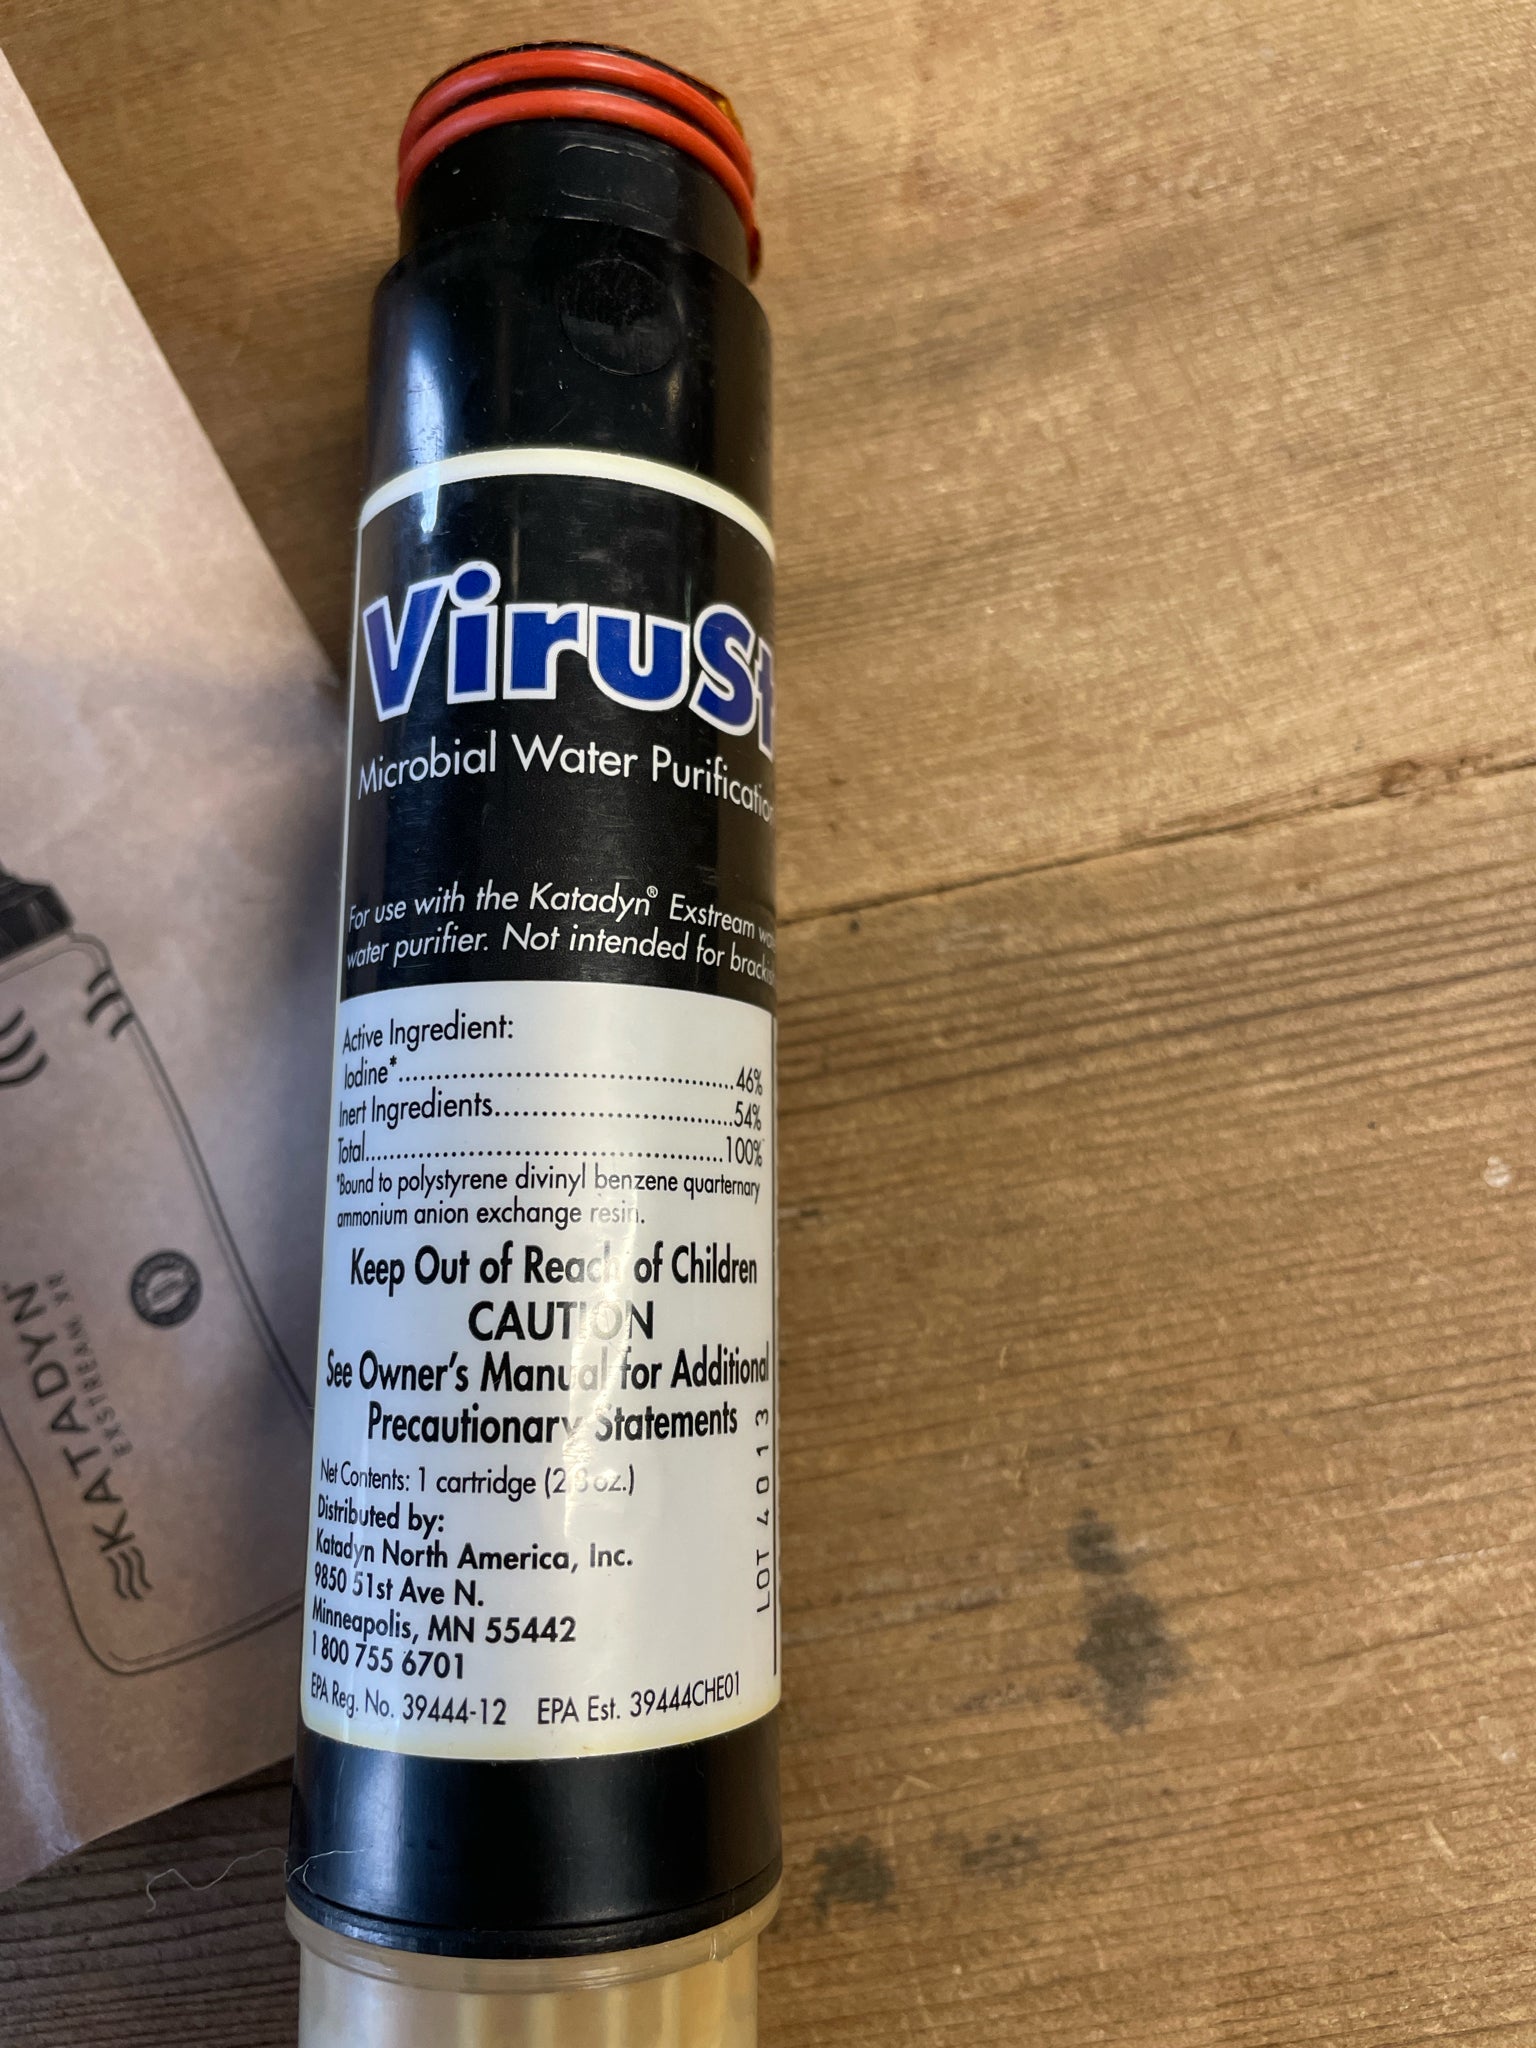 Microbial Water Purification
For use with the Katadyn® Exstream
water purifier. Not intended for
Active Ingredient:
Iodine*..........................................46%
Inert Ingredients..............................54%
Total..............................................100%
*Bound to polystyrene divinyl benzene quarternary
ammonium anion exchange resin.
Keep Out of Reach of Children
CAUTION
See Owner's Manual for Additional
Precautionary Statements
Net Contents: 1 cartridge oz.)
Distributed by:
Katadyn North America, Inc.
9850 51st Ave N.
Minneapolis, MN 55442
1 800 755 6701
EPA Reg. No. 39444-12 EPA Est. 39444CHE01
LOT 4013
KATADYN
EXSTREAM XR